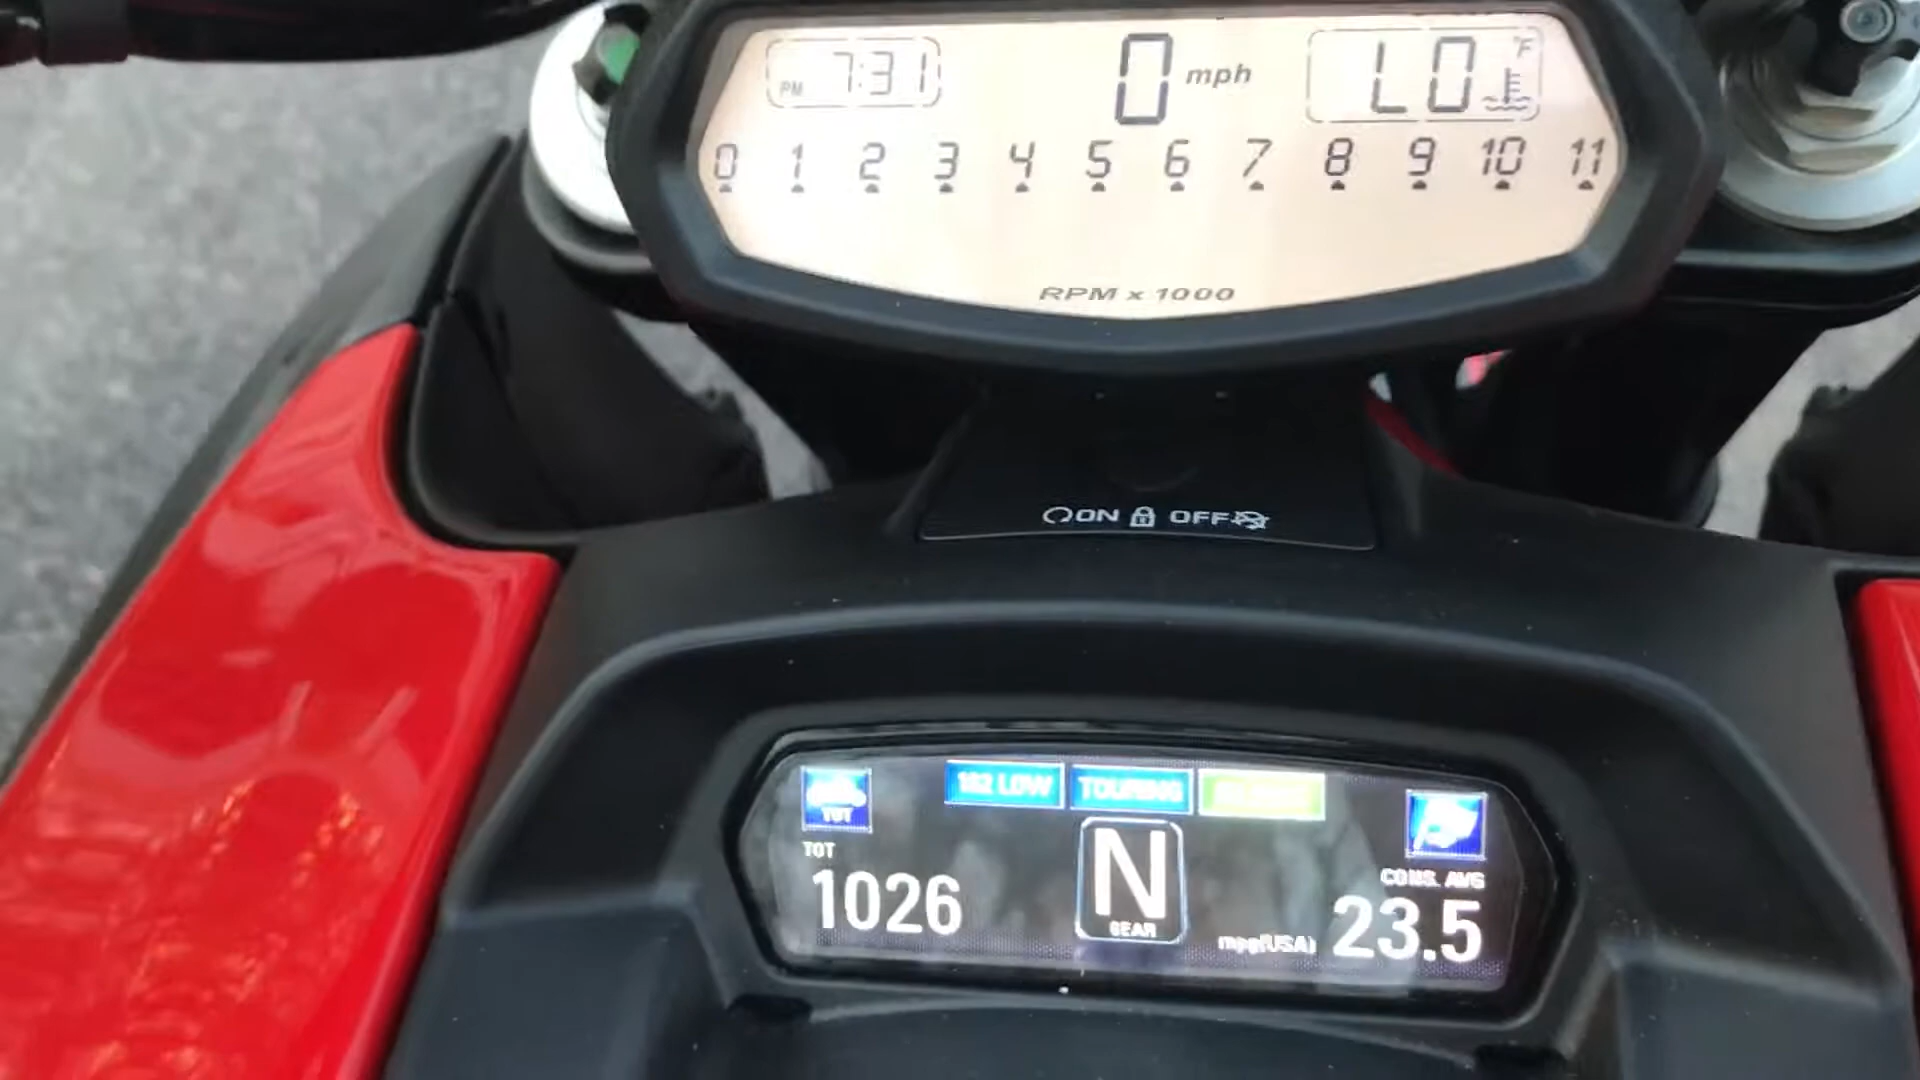 PM 7:31
0 mph
LO °F
0 1 2 3 4 5 6 7 8 9 10 11
RPM x 1000
ON OFF
162 LOW TOURING
TOT
TOT
1026
N
GEAR
CONS. AVG
mpg(USA) 23.5